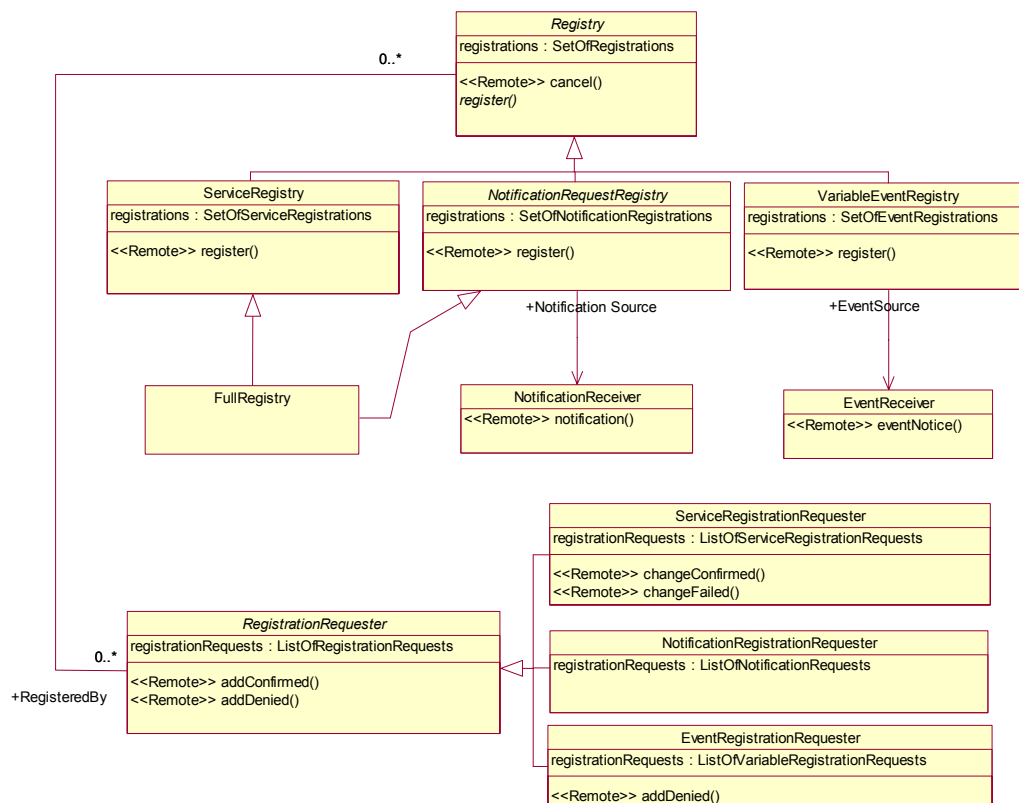 Registry
registrations : SetOfRegistrations
0..*
<<Remote>> cancel()
register()
ServiceRegistry
registrations : SetOfServiceRegistrations
<<Remote>> register()
NotificationRequestRegistry
registrations : SetOfNotificationRegistrations
<<Remote>> register()
VariableEventRegistry
registrations : SetOfEventRegistrations
<<Remote>> register()
+Notification Source
+EventSource
FullRegistry
NotificationReceiver
<<Remote>> notification()
EventReceiver
<<Remote>> eventNotice()
ServiceRegistrationRequester
registrationRequests : ListOfServiceRegistrationRequests
<<Remote>> changeConfirmed()
<<Remote>> changeFailed()
RegistrationRequester
registrationRequests : ListOfRegistrationRequests
<<Remote>> addConfirmed()
<<Remote>> addDenied()
0..*
+RegisteredBy
NotificationRegistrationRequester
registrationRequests : ListOfNotificationRequests
EventRegistrationRequester
registrationRequests : ListOfVariableRegistrationRequests
<<Remote>> addDenied()